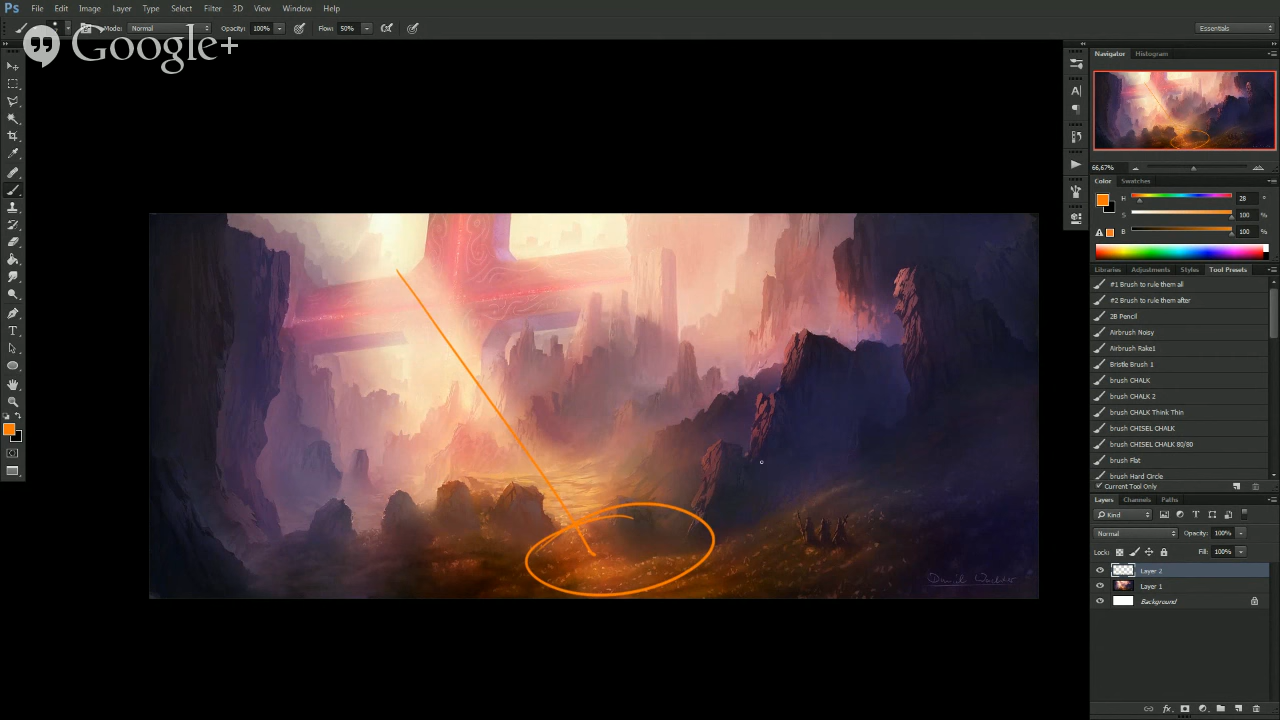 Ps File Edit Image Layer Type Select Filter 3D View Window Help
Mode: Normal Opacity: 100% Flow: 50% Essentials
Google+
Navigator Histogram
66,67%
Color Swatches
H 28 °
S 100 %
B 100 %
Libraries Adjustments Styles Tool Presets
#1 Brush to rule them all
#2 Brush to rule them after
2B Pencil
Airbrush Noisy
Airbrush Rake1
Bristle Brush 1
brush CHALK
brush CHALK 2
brush CHALK Think Thin
brush CHISEL CHALK
brush CHISEL CHALK 80/80
brush Flat
brush Hard Circle
Current Tool Only
Layers Channels Paths
Kind
Normal Opacity: 100%
Lock: Fill: 100%
Layer 2
Layer 1
Background